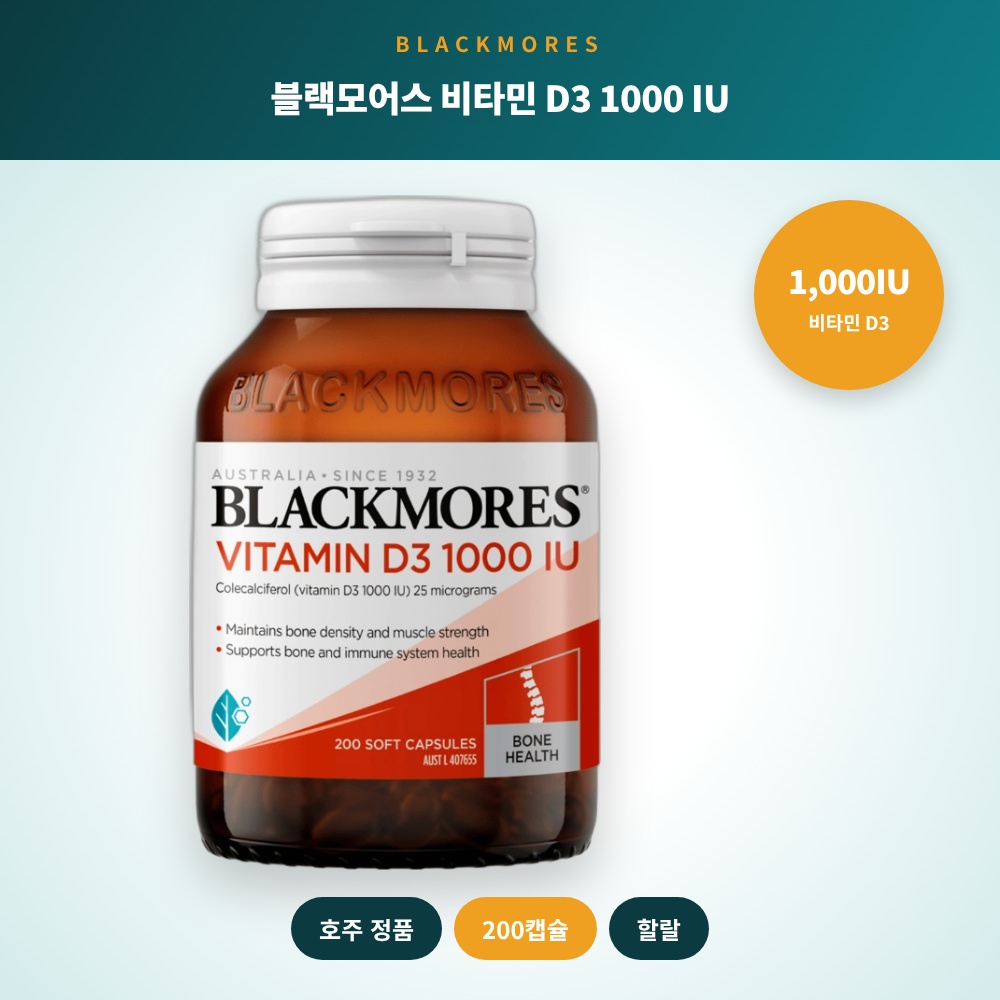 BLACKMORES
블랙모어스 비타민 D3 1000 IU
1,000IU
비타민 D3
BLACKMORES
AUSTRALIA • SINCE 1932
BLACKMORES®
VITAMIN D3 1000 IU
Colecalciferol (vitamin D3 1000 IU) 25 micrograms
• Maintains bone density and muscle strength
• Supports bone and immune system health
200 SOFT CAPSULES
AUST L 407655
BONE
HEALTH
호주 정품
200캡슐
할랄